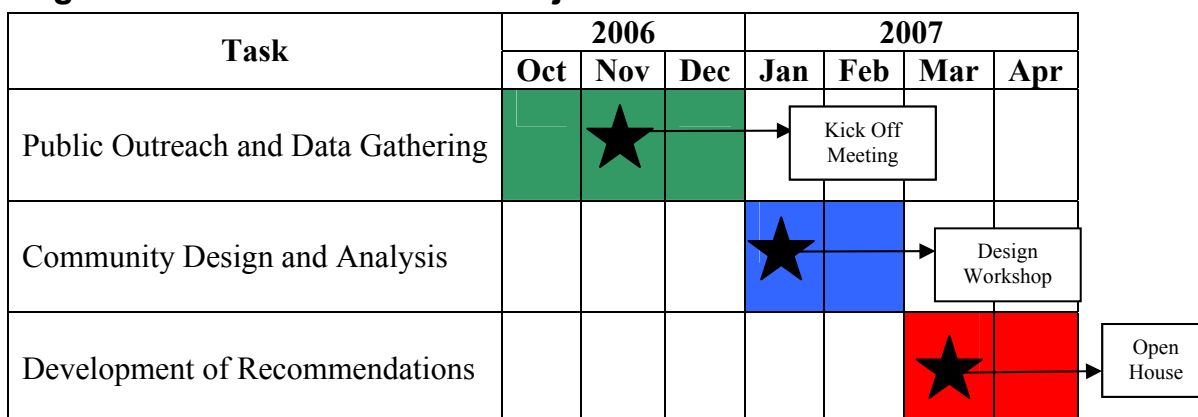 Task
2006 2007
Oct Nov Dec Jan Feb Mar Apr
Public Outreach and Data Gathering
Kick Off
Meeting
Community Design and Analysis
Design
Workshop
Development of Recommendations
Open
House